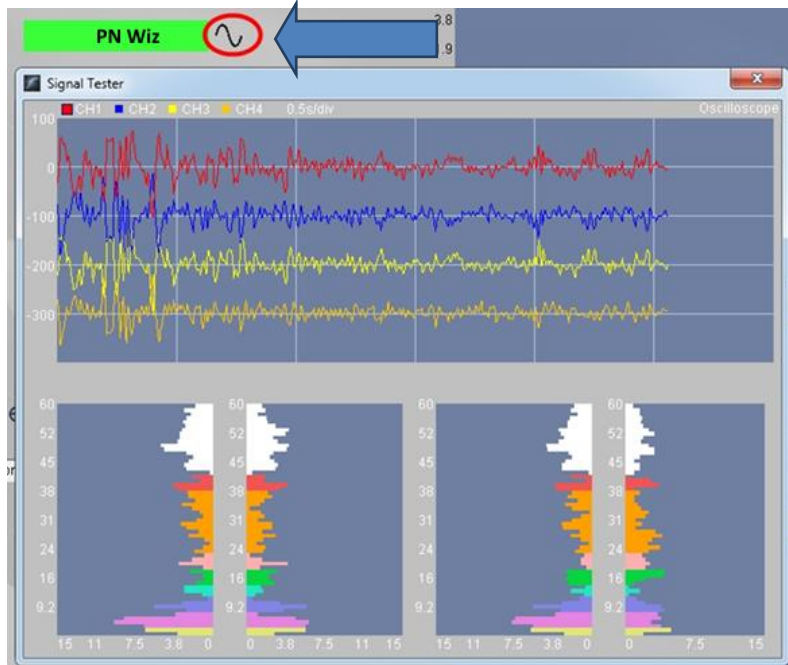 PN Wiz
3.8
1.9
Signal Tester
CH1 CH2 CH3 CH4 0.5s/div Oscilloscope
100
0
-100
-200
-300
60 60 60 60
52 52 52 52
45 45 45 45
38 38 38 38
31 31 31 31
24 24 24 24
16 16 16 16
9.2 9.2 9.2 9.2
15 11 7.5 3.8 0 0 3.8 7.5 11 15 15 11 7.5 3.8 0 0 3.8 7.5 11 15